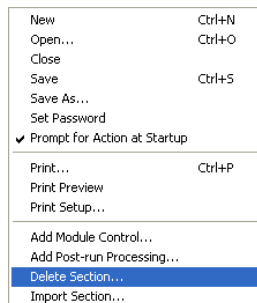 New Ctrl+N
Open... Ctrl+O
Close
Save Ctrl+S
Save As...
Set Password
Prompt for Action at Startup
Print... Ctrl+P
Print Preview
Print Setup...
Add Module Control...
Add Post-run Processing...
Delete Section...
Import Section...